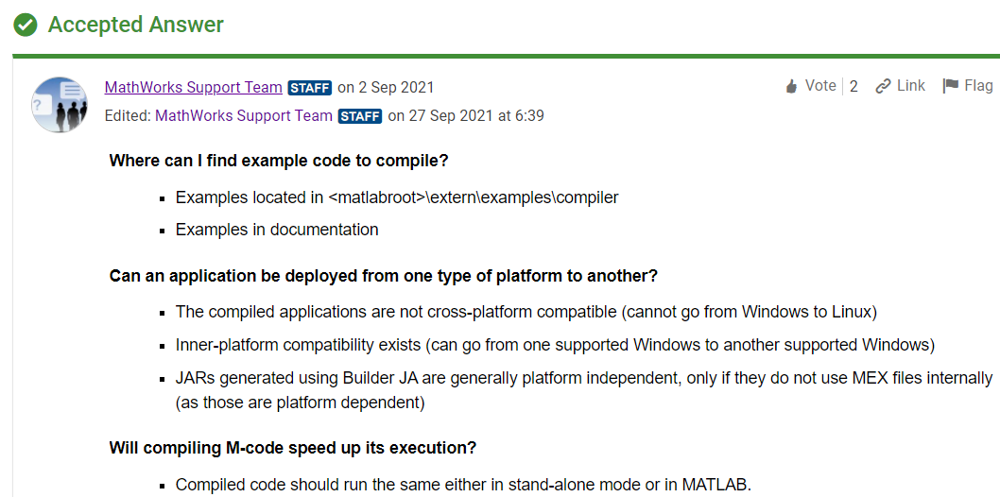 Accepted Answer
MathWorks Support Team STAFF on 2 Sep 2021
Vote 2 Link Flag
Edited: MathWorks Support Team STAFF on 27 Sep 2021 at 6:39
Where can I find example code to compile?
▪ Examples located in <matlabroot>\extern\examples\compiler
▪ Examples in documentation
Can an application be deployed from one type of platform to another?
▪ The compiled applications are not cross-platform compatible (cannot go from Windows to Linux)
▪ Inner-platform compatibility exists (can go from one supported Windows to another supported Windows)
▪ JARs generated using Builder JA are generally platform independent, only if they do not use MEX files internally
(as those are platform dependent)
Will compiling M-code speed up its execution?
▪ Compiled code should run the same either in stand-alone mode or in MATLAB.